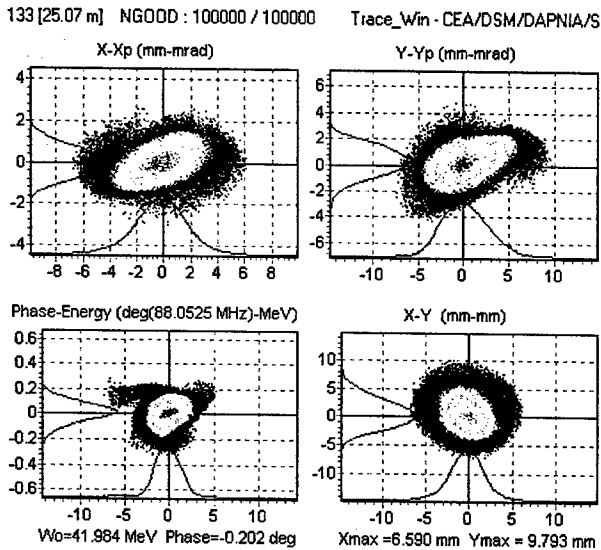 133 [25.07 m] NGOOD : 100000 / 100000 Trace_Win - CEA/DSM/DAPNIA/S
X-Xp (mm-mrad)
4
2
0
-2
-4
-8 -6 -4 -2 0 2 4 6 8
Y-Yp (mm-mrad)
6
4
2
0
-2
-4
-6
-10 -5 0 5 10
Phase-Energy (deg(88.0525 MHz)-MeV)
0.6
0.4
0.2
0
-0.2
-0.4
-0.6
-10 -5 0 5 10
Wo=41.984 MeV Phase=-0.202 deg
X-Y (mm-mm)
10
5
0
-5
-10
-10 -5 0 5 10
Xmax =6.590 mm Ymax = 9.793 mm